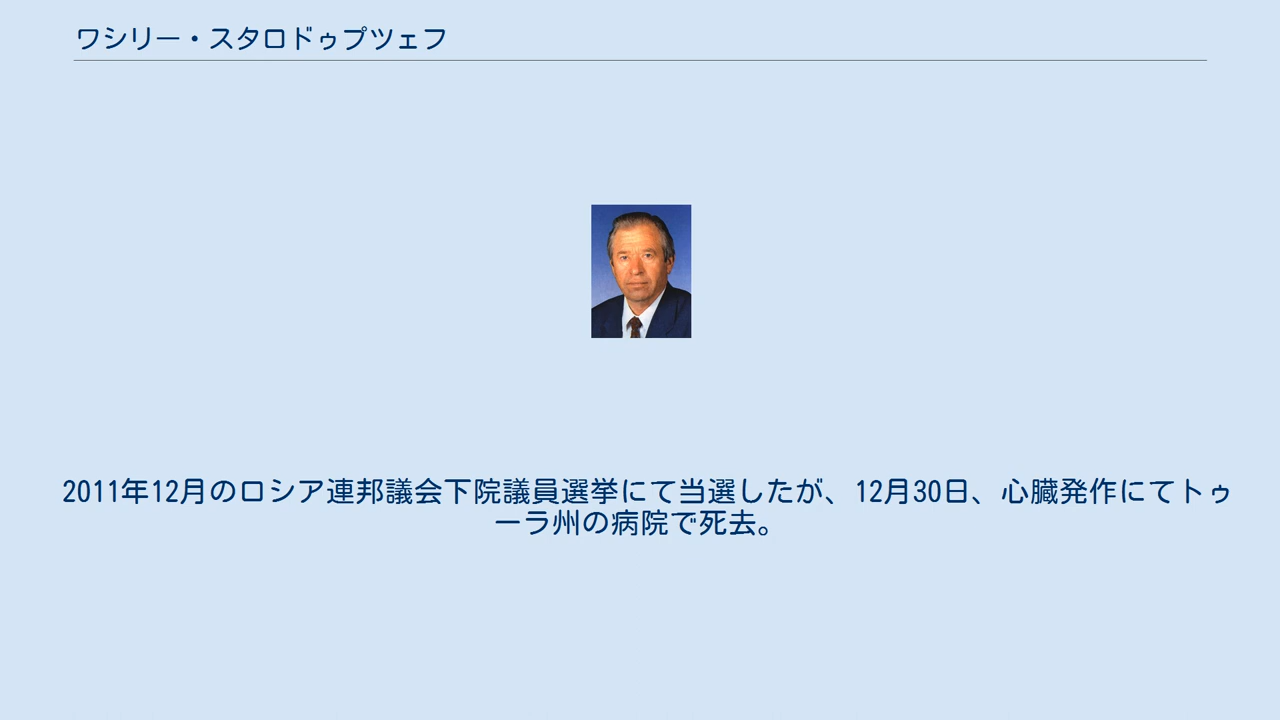 ワシリー・スタロドゥプツェフ
2011年12月のロシア連邦議会下院議員選挙にて当選したが、12月30日、心臓発作にてトゥ
ーラ州の病院で死去。